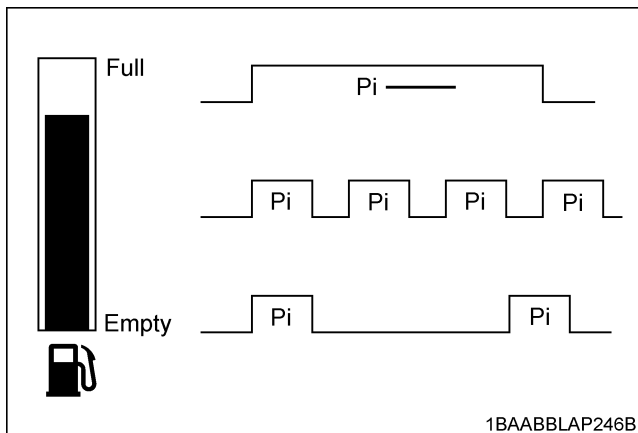 Full
Pi
Pi Pi Pi Pi
Empty
Pi Pi
1BAABBLAP246B